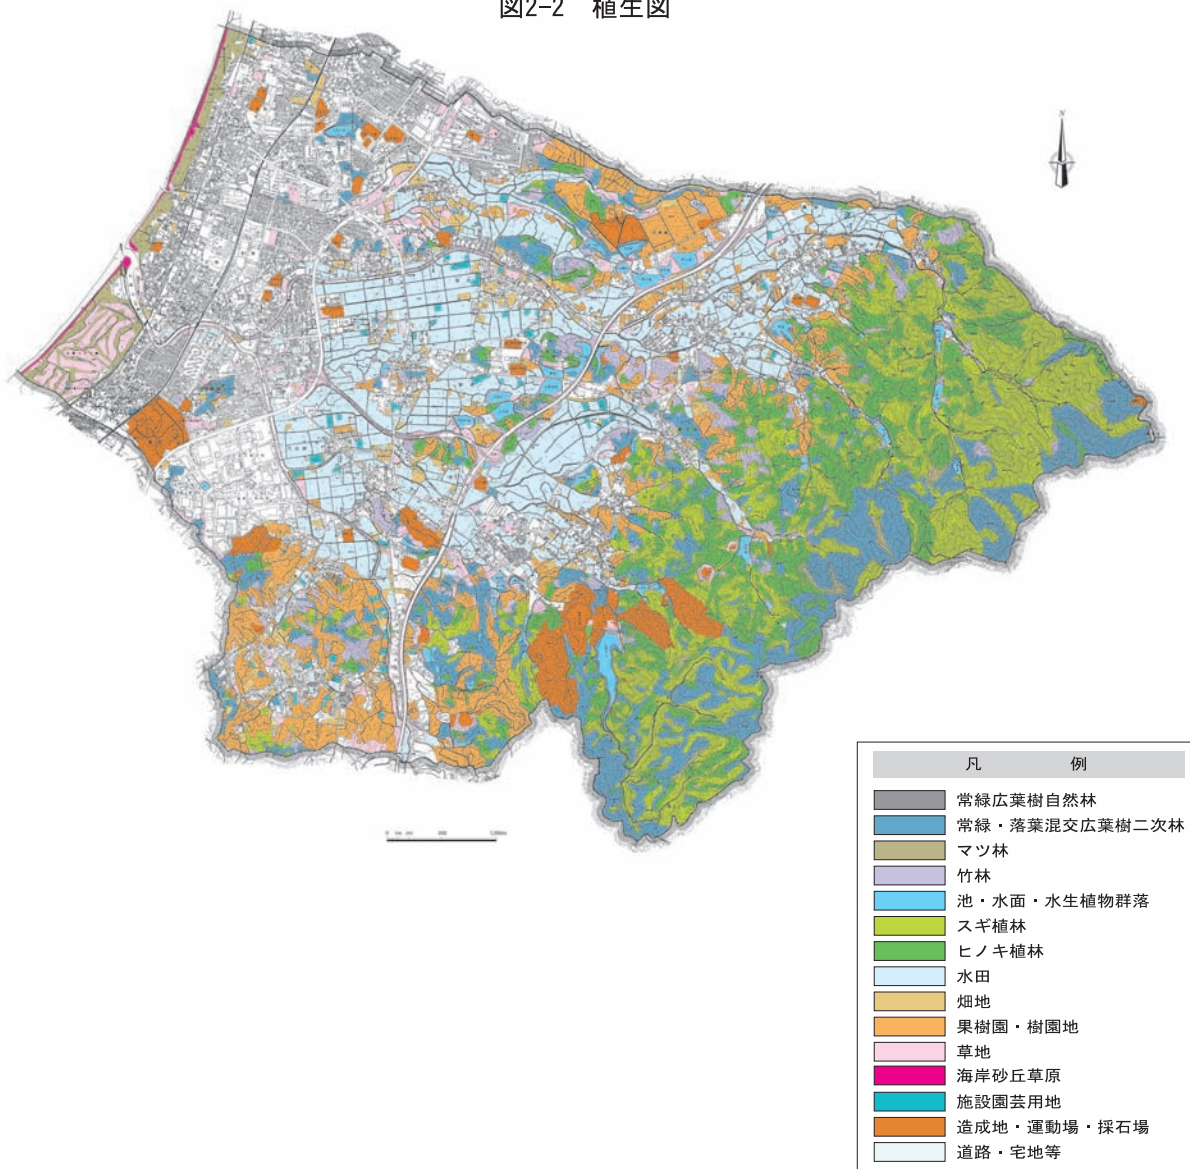 図2-2 植生図
N
凡 例
常緑広葉樹自然林
常緑・落葉混交広葉樹二次林
マツ林
竹林
池・水面・水生植物群落
スギ植林
ヒノキ植林
水田
畑地
果樹園・樹園地
草地
海岸砂丘草原
施設園芸用地
造成地・運動場・採石場
道路・宅地等